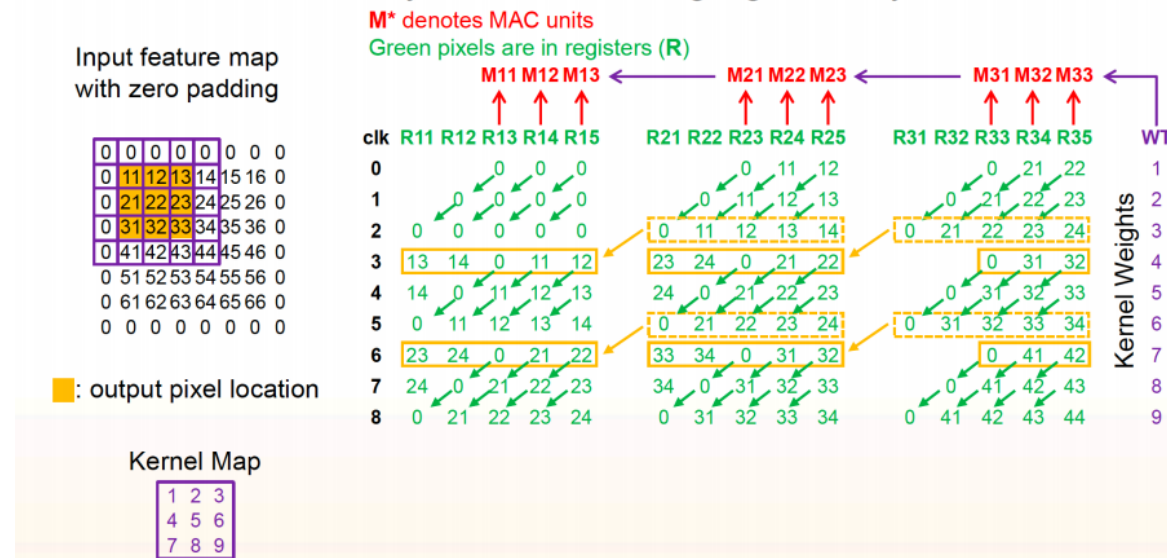 M* denotes MAC units
Green pixels are in registers (R)
Input feature map
with zero padding
M11 M12 M13 M21 M22 M23 M31 M32 M33
clk R11 R12 R13 R14 R15 R21 R22 R23 R24 R25 R31 R32 R33 R34 R35 WT
0 0 0 0 0 11 12 0 21 22 1
1 0 0 0 0 0 11 12 13 0 21 22 23 2
2 0 0 0 0 0 0 11 12 13 14 0 21 22 23 24 3
3 13 14 0 11 12 23 24 0 21 22 0 31 32 4
4 14 0 11 12 13 24 0 21 22 23 0 31 32 33 5
5 0 11 12 13 14 0 21 22 23 24 0 31 32 33 34 6
6 23 24 0 21 22 33 34 0 31 32 0 41 42 7
7 24 0 21 22 23 34 0 31 32 33 0 41 42 43 8
8 0 21 22 23 24 0 31 32 33 34 0 41 42 43 44 9
Kernel Weights
0 0 0 0 0 0 0 0
0 11 12 13 14 15 16 0
0 21 22 23 24 25 26 0
0 31 32 33 34 35 36 0
0 41 42 43 44 45 46 0
0 51 52 53 54 55 56 0
0 61 62 63 64 65 66 0
0 0 0 0 0 0 0 0
: output pixel location
Kernel Map
1 2 3
4 5 6
7 8 9